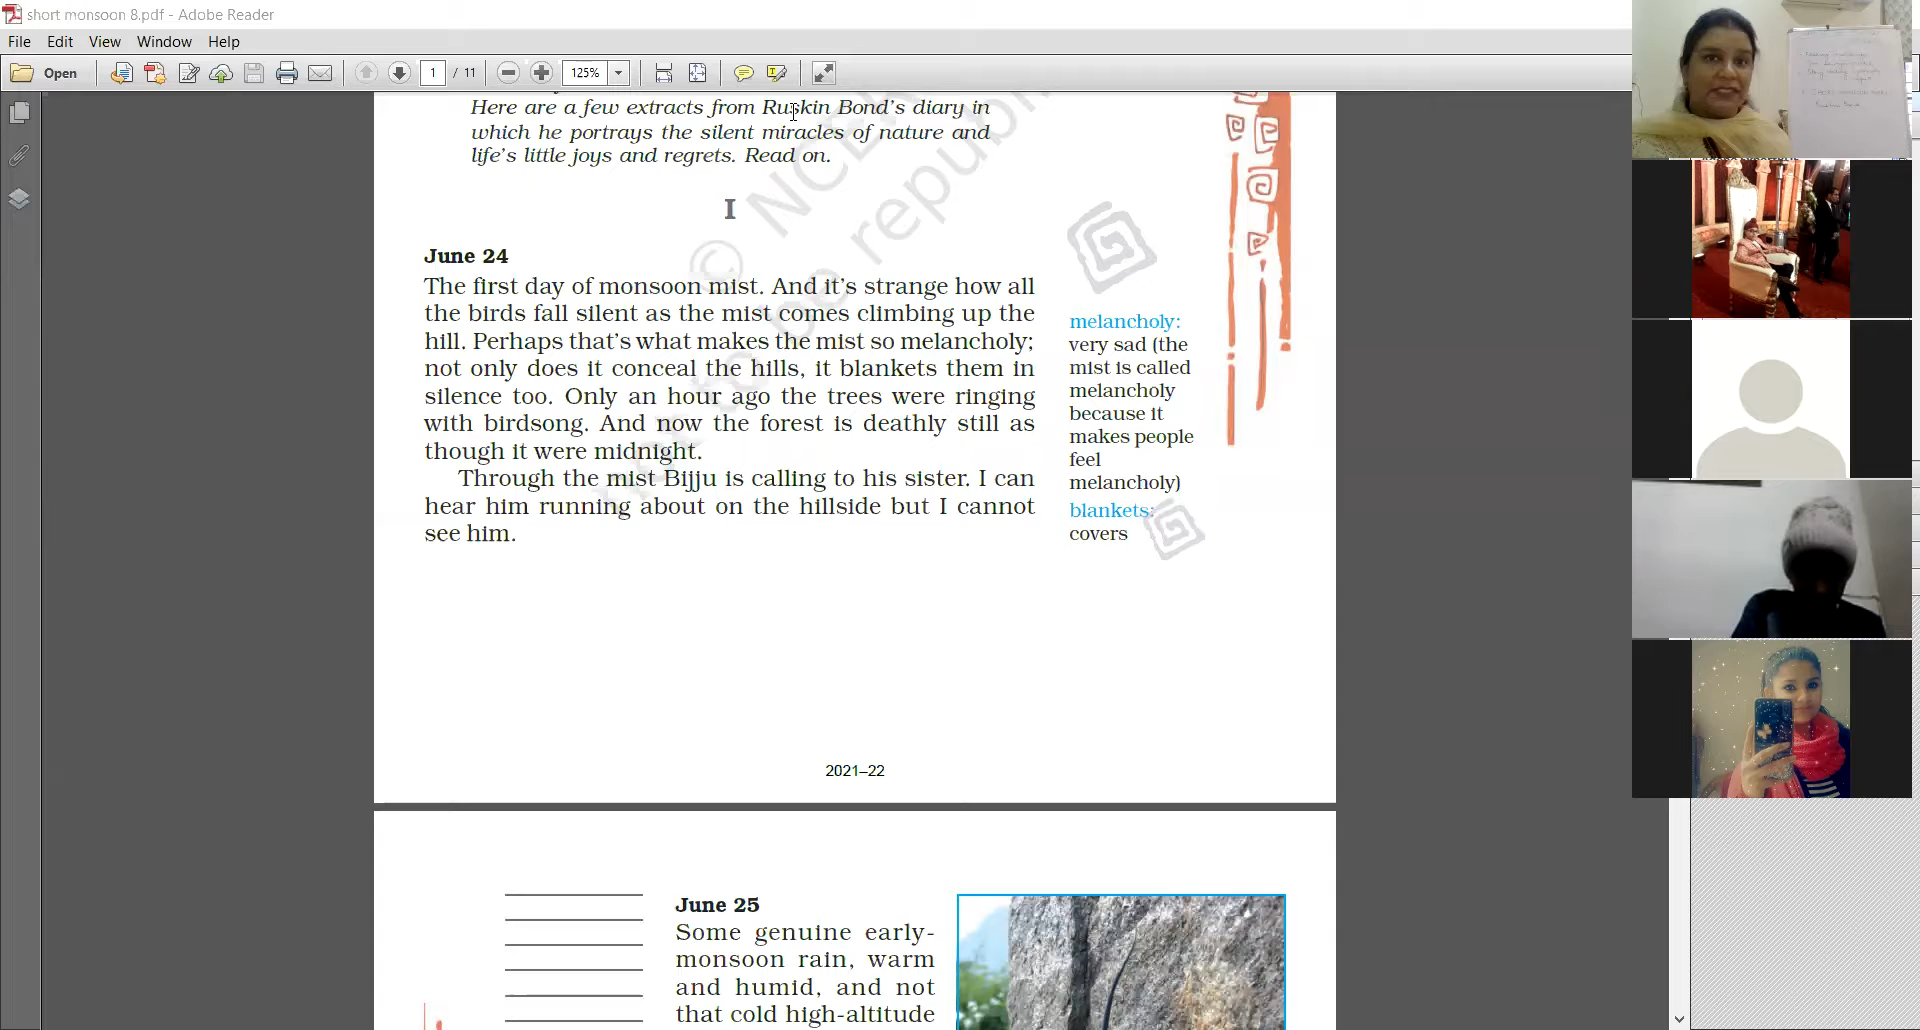 short monsoon 8.pdf - Adobe Reader
File Edit View Window Help
Open 1 / 11 125%
Here are a few extracts from Ruskin Bond's diary in
which he portrays the silent miracles of nature and
life's little joys and regrets. Read on.
I
June 24
The first day of monsoon mist. And it's strange how all
the birds fall silent as the mist comes climbing up the
hill. Perhaps that's what makes the mist so melancholy;
not only does it conceal the hills, it blankets them in
silence too. Only an hour ago the trees were ringing
with birdsong. And now the forest is deathly still as
though it were midnight.
Through the mist Bijju is calling to his sister. I can
hear him running about on the hillside but I cannot
see him.
melancholy:
very sad (the
mist is called
melancholy
because it
makes people
feel
melancholy)
blankets:
covers
© NCE
not to be republi
2021–22
June 25
Some genuine early-
monsoon rain, warm
and humid, and not
that cold high-altitude